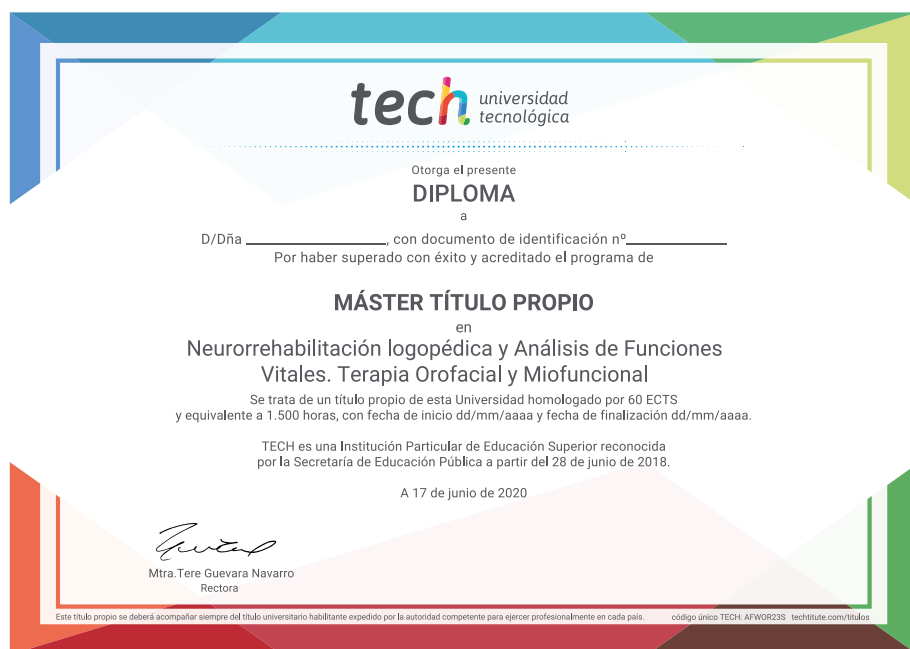 tech universidad
tecnológica
Otorga el presente
DIPLOMA
a
D/Dña ________________, con documento de identificación nº____________
Por haber superado con éxito y acreditado el programa de
MÁSTER TÍTULO PROPIO
en
Neurorrehabilitación logopédica y Análisis de Funciones
Vitales. Terapia Orofacial y Miofuncional
Se trata de un título propio de esta Universidad homologado por 60 ECTS
y equivalente a 1.500 horas, con fecha de inicio dd/mm/aaaa y fecha de finalización dd/mm/aaaa.
TECH es una Institución Particular de Educación Superior reconocida
por la Secretaría de Educación Pública a partir del 28 de junio de 2018.
A 17 de junio de 2020
Mtra.Tere Guevara Navarro
Rectora
Este título propio se deberá acompañar siempre del título universitario habilitante expedido por la autoridad competente para ejercer profesionalmente en cada país. código único TECH: AFWOR23S techtitute.com/titulos